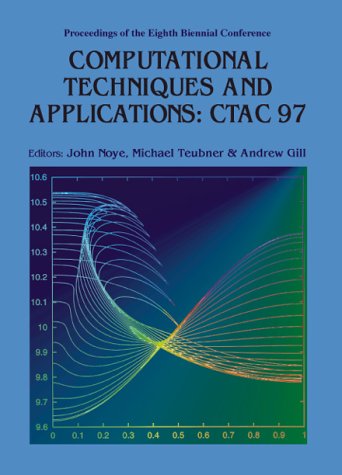 Proceedings of the Eighth Biennial Conference
COMPUTATIONAL
TECHNIQUES AND
APPLICATIONS: CTAC 97
Editors: John Noye, Michael Teubner & Andrew Gill
10.6
10.5
10.4
10.3
10.2
10.1
10
9.9
9.8
9.7
9.6
0 0.1 0.2 0.3 0.4 0.5 0.6 0.7 0.8 0.9 1